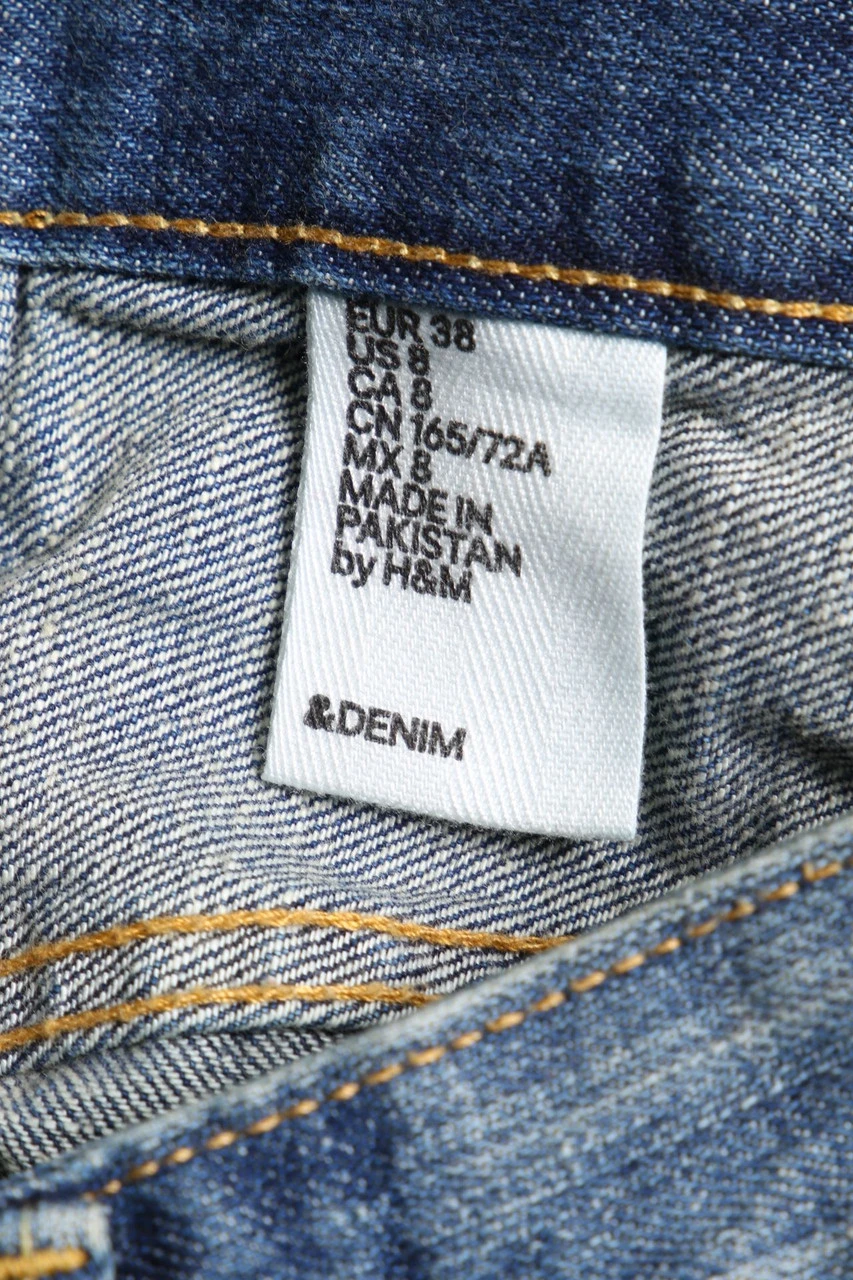 EUR 38
US 8
CA 8
CN 165/72A
MX 8
MADE IN
PAKISTAN
by H&M
&DENIM